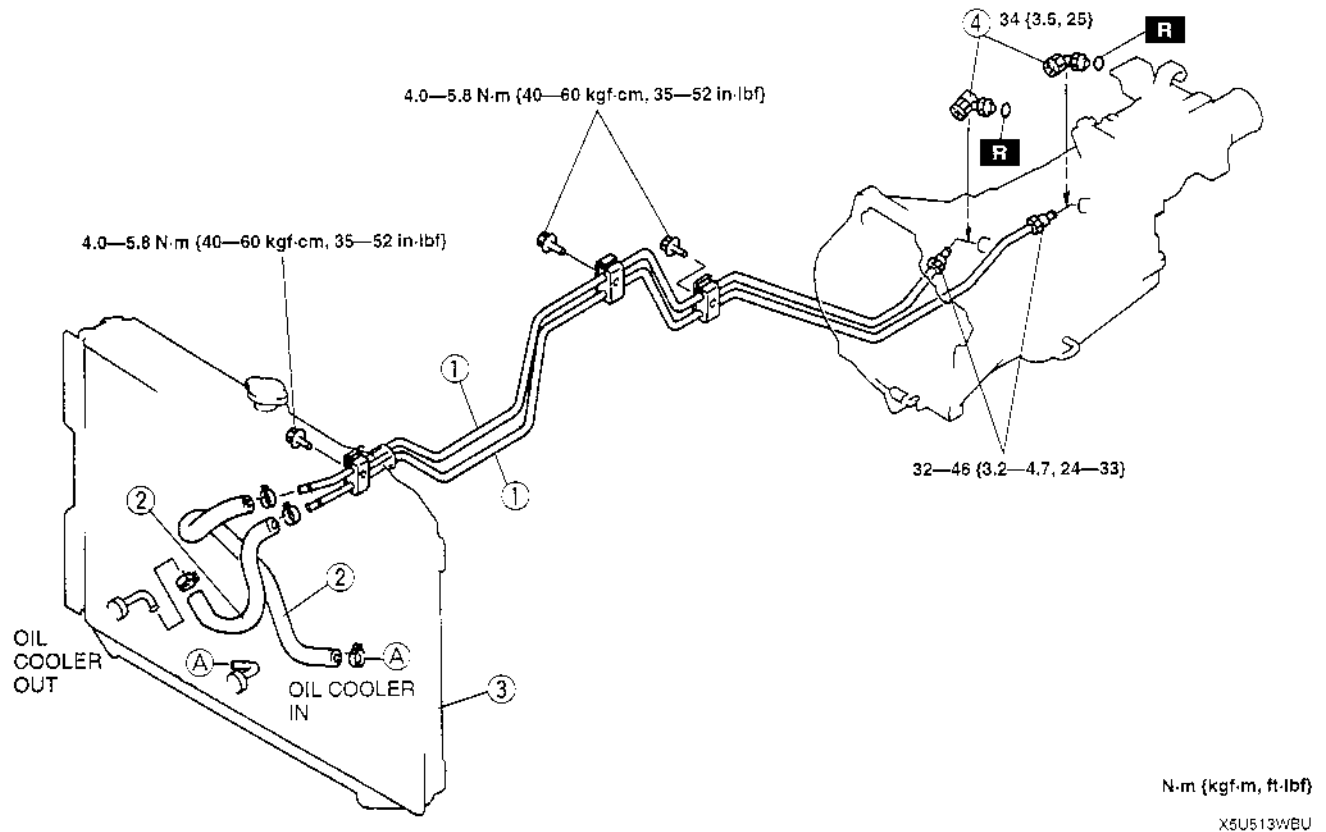 ④ 34 {3.5, 25}
R
4.0—5.8 N·m {40—60 kgf·cm, 35—52 in·lbf}
R
4.0—5.8 N·m {40—60 kgf·cm, 35—52 in·lbf}
①
32—46 {3.2—4.7, 24—33}
①
②
②
OIL
COOLER
OUT
Ⓐ
Ⓐ
OIL COOLER
IN
③
N·m {kgf·m, ft·lbf}
X5U513WBU